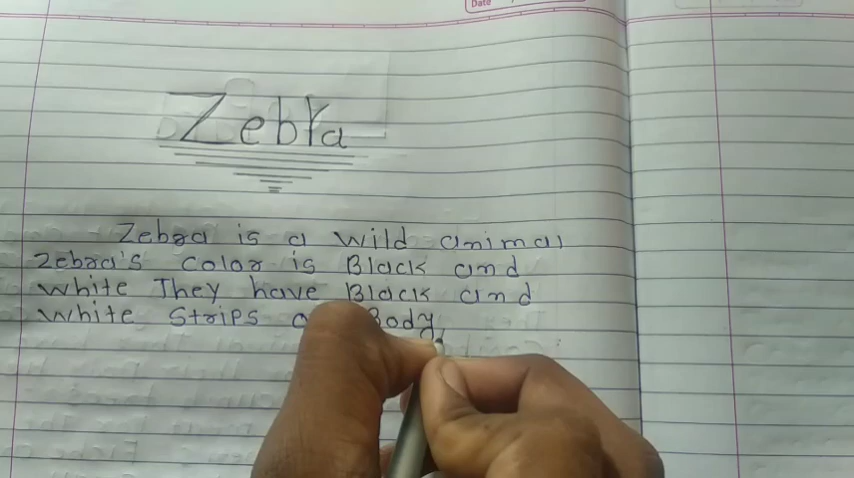 Date
Zebra
Zebra is a wild animal
Zebra's color is Black and
white They have Black and
white Strips Body,